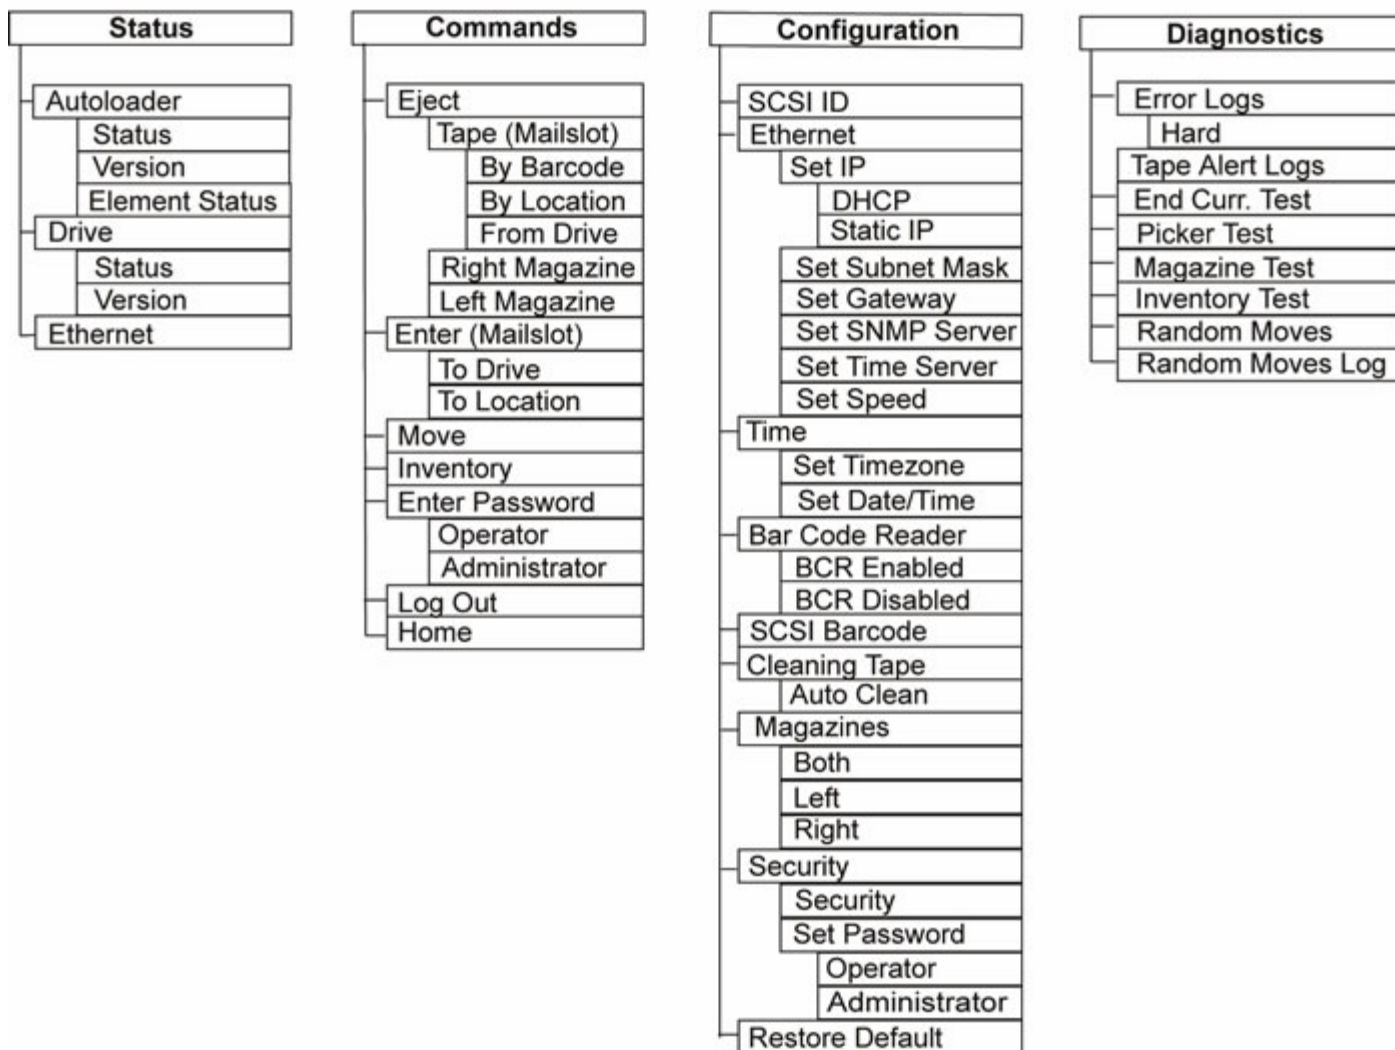 Status
Autoloader
Status
Version
Element Status
Drive
Status
Version
Ethernet
Commands
Eject
Tape (Mailslot)
By Barcode
By Location
From Drive
Right Magazine
Left Magazine
Enter (Mailslot)
To Drive
To Location
Move
Inventory
Enter Password
Operator
Administrator
Log Out
Home
Configuration
SCSI ID
Ethernet
Set IP
DHCP
Static IP
Set Subnet Mask
Set Gateway
Set SNMP Server
Set Time Server
Set Speed
Time
Set Timezone
Set Date/Time
Bar Code Reader
BCR Enabled
BCR Disabled
SCSI Barcode
Cleaning Tape
Auto Clean
Magazines
Both
Left
Right
Security
Security
Set Password
Operator
Administrator
Restore Default
Diagnostics
Error Logs
Hard
Tape Alert Logs
End Curr. Test
Picker Test
Magazine Test
Inventory Test
Random Moves
Random Moves Log